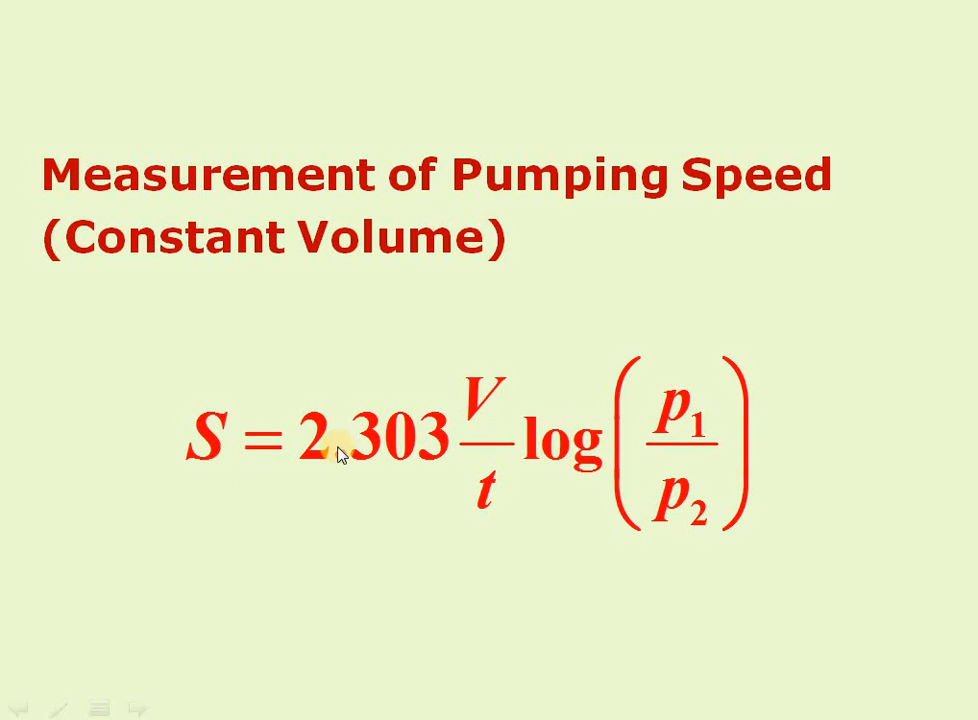 Measurement of Pumping Speed
(Constant Volume)
S = 2.303 V/t log(p₁/p₂)